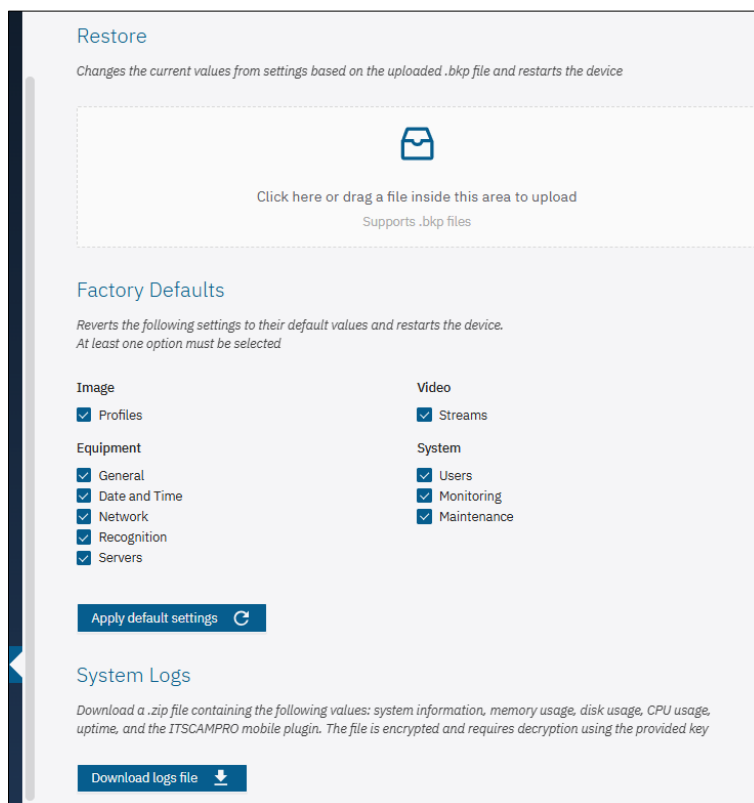 Restore
Changes the current values from settings based on the uploaded .bkp file and restarts the device
Click here or drag a file inside this area to upload
Supports .bkp files
Factory Defaults
Reverts the following settings to their default values and restarts the device.
At least one option must be selected
Image
Profiles
Video
Streams
Equipment
General
Date and Time
Network
Recognition
Servers
System
Users
Monitoring
Maintenance
Apply default settings
System Logs
Download a .zip file containing the following values: system information, memory usage, disk usage, CPU usage,
uptime, and the ITSCAMPRO mobile plugin. The file is encrypted and requires decryption using the provided key
Download logs file